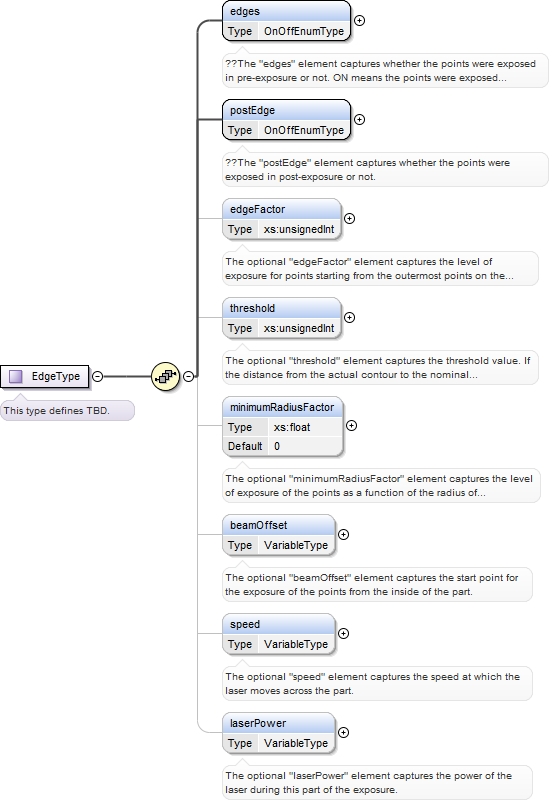 edges
Type OnOffEnumType
??The "edges" element captures whether the points were exposed
in pre-exposure or not. ON means the points were exposed...
postEdge
Type OnOffEnumType
??The "postEdge" element captures whether the points were
exposed in post-exposure or not.
edgeFactor
Type xs:unsignedInt
The optional "edgeFactor" element captures the level of
exposure for points starting from the outermost points on the...
threshold
Type xs:unsignedInt
The optional "threshold" element captures the threshold value. If
the distance from the actual contour to the nominal...
EdgeType
This type defines TBD.
minimumRadiusFactor
Type xs:float
Default 0
The optional "minimumRadiusFactor" element captures the level
of exposure of the points as a function of the radius of...
beamOffset
Type VariableType
The optional "beamOffset" element captures the start point for
the exposure of the points from the inside of the part.
speed
Type VariableType
The optional "speed" element captures the speed at which the
laser moves across the part.
laserPower
Type VariableType
The optional "laserPower" element captures the power of the
laser during this part of the exposure.